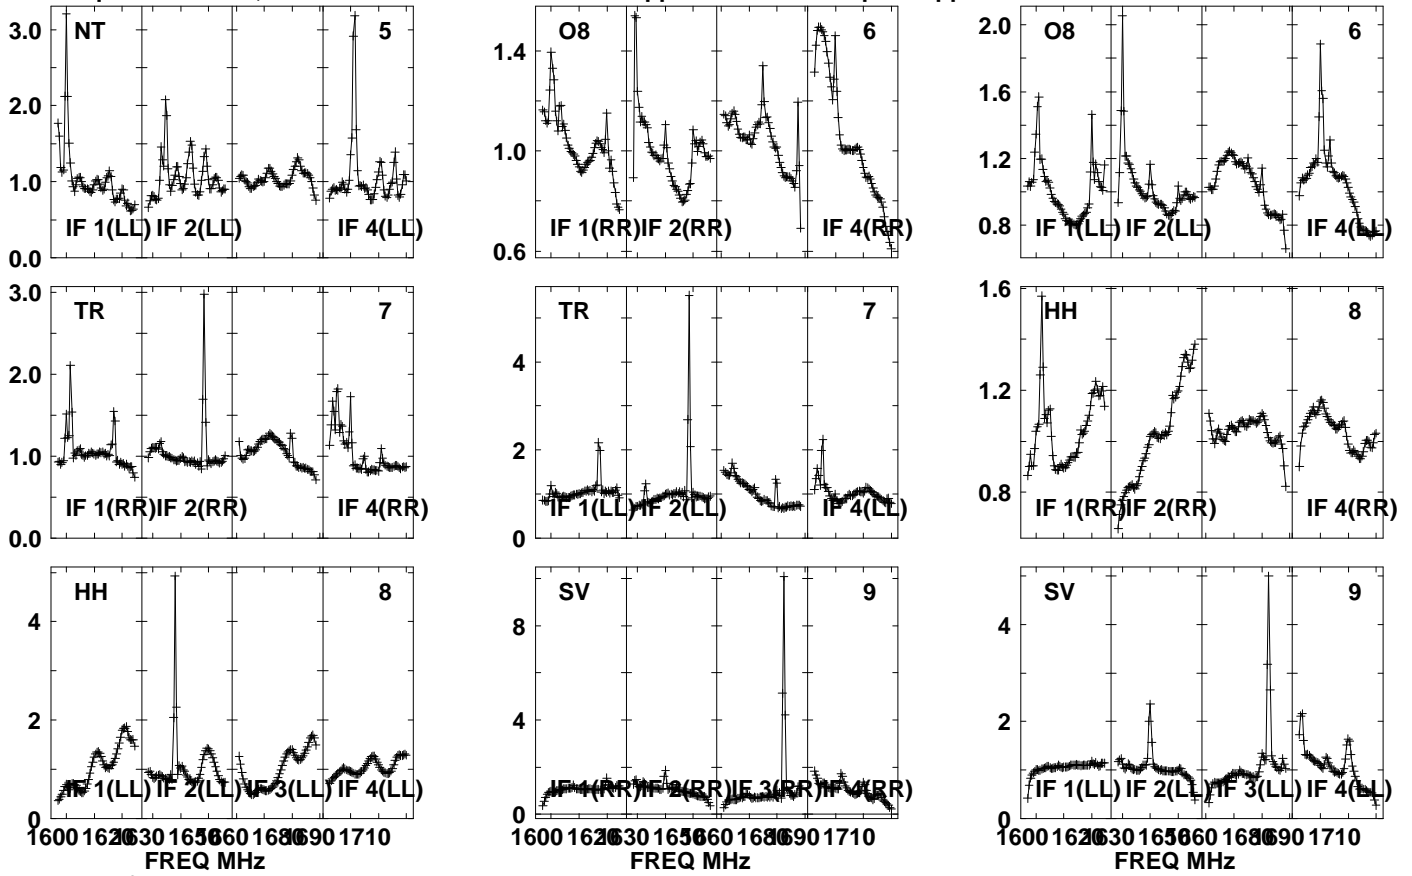 NT 5
3.0
2.0
1.0
0.0
IF 1(LL) IF 2(LL) IF 4(LL)
O8 6
1.4
1.0
0.6
IF 1(RR) IF 2(RR) IF 4(RR)
O8 6
2.0
1.6
1.2
0.8
IF 1(LL) IF 2(LL) IF 4(LL)
TR 7
3.0
2.0
1.0
0.0
IF 1(RR) IF 2(RR) IF 4(RR)
TR 7
4
2
0
IF 1(LL) IF 2(LL) IF 4(LL)
HH 8
1.6
1.2
0.8
IF 1(RR) IF 2(RR) IF 4(RR)
HH 8
4
2
0
IF 1(LL) IF 2(LL) IF 3(LL) IF 4(LL)
1600 1620 1630 1650 1660 1680 1690 1710
FREQ MHz
SV 9
8
4
0
IF 1(RR) IF 2(RR) IF 3(RR) IF 4(RR)
1600 1620 1630 1650 1660 1680 1690 1710
FREQ MHz
SV 9
4
2
0
IF 1(LL) IF 2(LL) IF 3(LL) IF 4(LL)
1600 1620 1630 1650 1660 1680 1690 1710
FREQ MHz